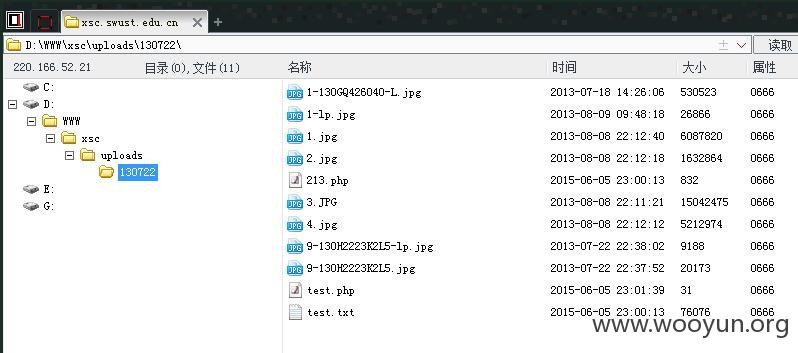 xsc.swust.edu.cn
D:\WWW\xsc\uploads\130722\ 读取
220.166.52.21 目录(0),文件(11) 名称 时间 大小 属性
C:
D:
WWW
xsc
uploads
130722
E:
G:
1-130GQ426040-L.jpg 2013-07-18 14:26:06 530523 0666
1-lp.jpg 2013-08-09 09:48:18 26866 0666
1.jpg 2013-08-08 22:12:40 6087820 0666
2.jpg 2013-08-08 22:12:18 1632864 0666
213.php 2015-06-05 23:00:13 832 0666
3.JPG 2013-08-08 22:11:21 15042475 0666
4.jpg 2013-08-08 22:12:12 5212974 0666
9-130H2223K2L5-lp.jpg 2013-07-22 22:38:02 9188 0666
9-130H2223K2L5.jpg 2013-07-22 22:37:52 20173 0666
test.php 2015-06-05 23:01:39 31 0666
test.txt 2015-06-05 23:00:13 76076 0666
www.wooyun.org